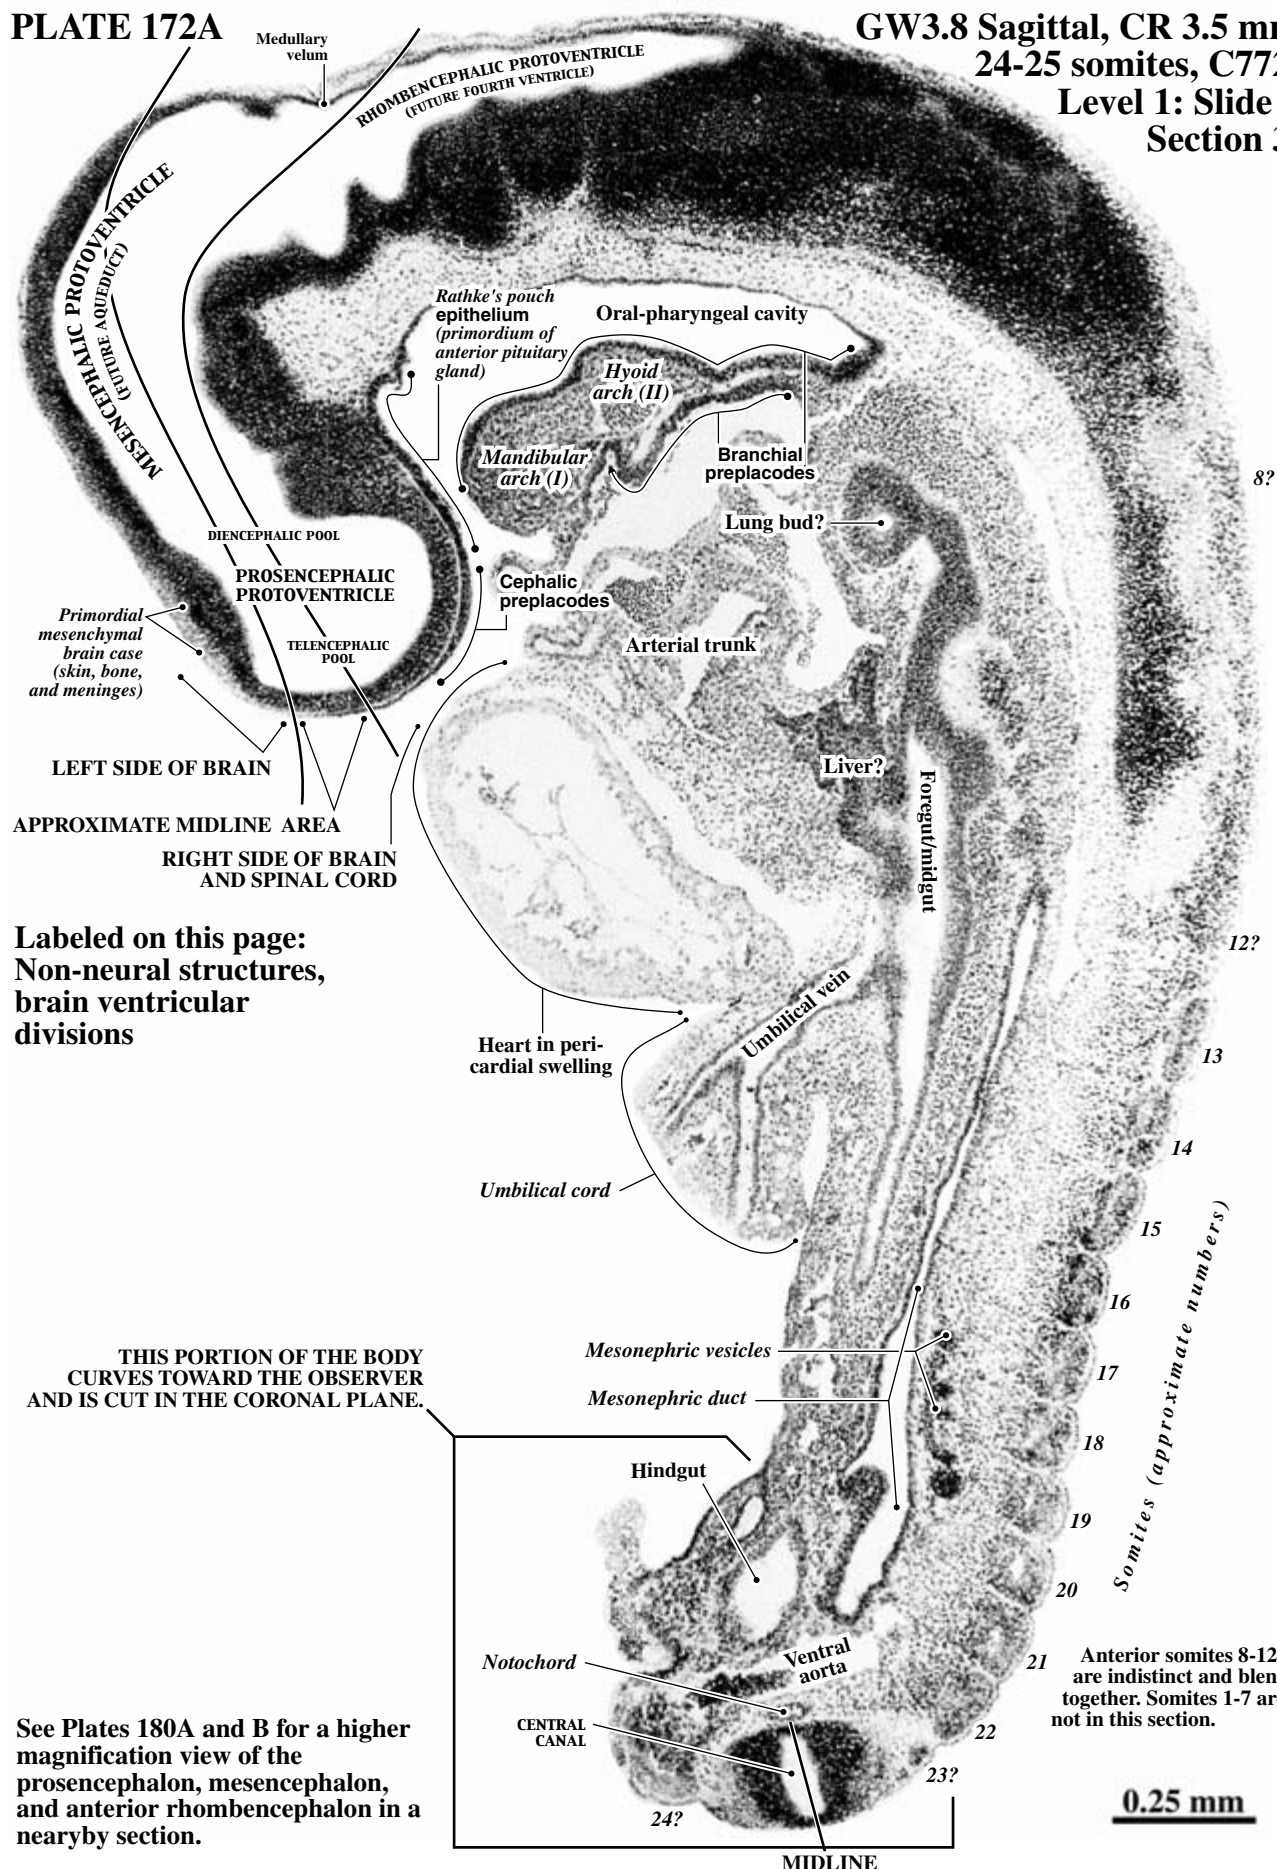 PLATE 172A
GW3.8 Sagittal, CR 3.5 mm
24-25 somites, C772
Level 1: Slide
Section 3
Medullary
velum
RHOMBENCEPHALIC PROTOVENTRICLE
(FUTURE FOURTH VENTRICLE)
MESENCEPHALIC PROTOVENTRICLE
(FUTURE AQUEDUCT)
Rathke's pouch
epithelium
(primordium of
anterior pituitary
gland)
Oral-pharyngeal cavity
Hyoid
arch (II)
Mandibular
arch (I)
Branchial
preplacodes
8?
Lung bud?
DIENCEPHALIC POOL
PROSENCEPHALIC
PROTOVENTRICLE
Cephalic
preplacodes
Primordial
mesenchymal
brain case
(skin, bone,
and meninges)
TELENCEPHALIC
POOL
Arterial trunk
LEFT SIDE OF BRAIN
Liver?
Foregut/midgut
APPROXIMATE MIDLINE AREA
RIGHT SIDE OF BRAIN
AND SPINAL CORD
Labeled on this page:
Non-neural structures,
brain ventricular
divisions
12?
Umbilical vein
Heart in peri-
cardial swelling
13
14
Umbilical cord
15
16
Somites (approximate numbers)
Mesonephric vesicles
17
THIS PORTION OF THE BODY
CURVES TOWARD THE OBSERVER
AND IS CUT IN THE CORONAL PLANE.
Mesonephric duct
18
Hindgut
19
20
Notochord
Ventral
aorta
21
Anterior somites 8-12
are indistinct and blen
together. Somites 1-7 ar
not in this section.
CENTRAL
CANAL
22
See Plates 180A and B for a higher
magnification view of the
prosencephalon, mesencephalon,
and anterior rhombencephalon in a
nearyby section.
23?
24?
0.25 mm
MIDLINE